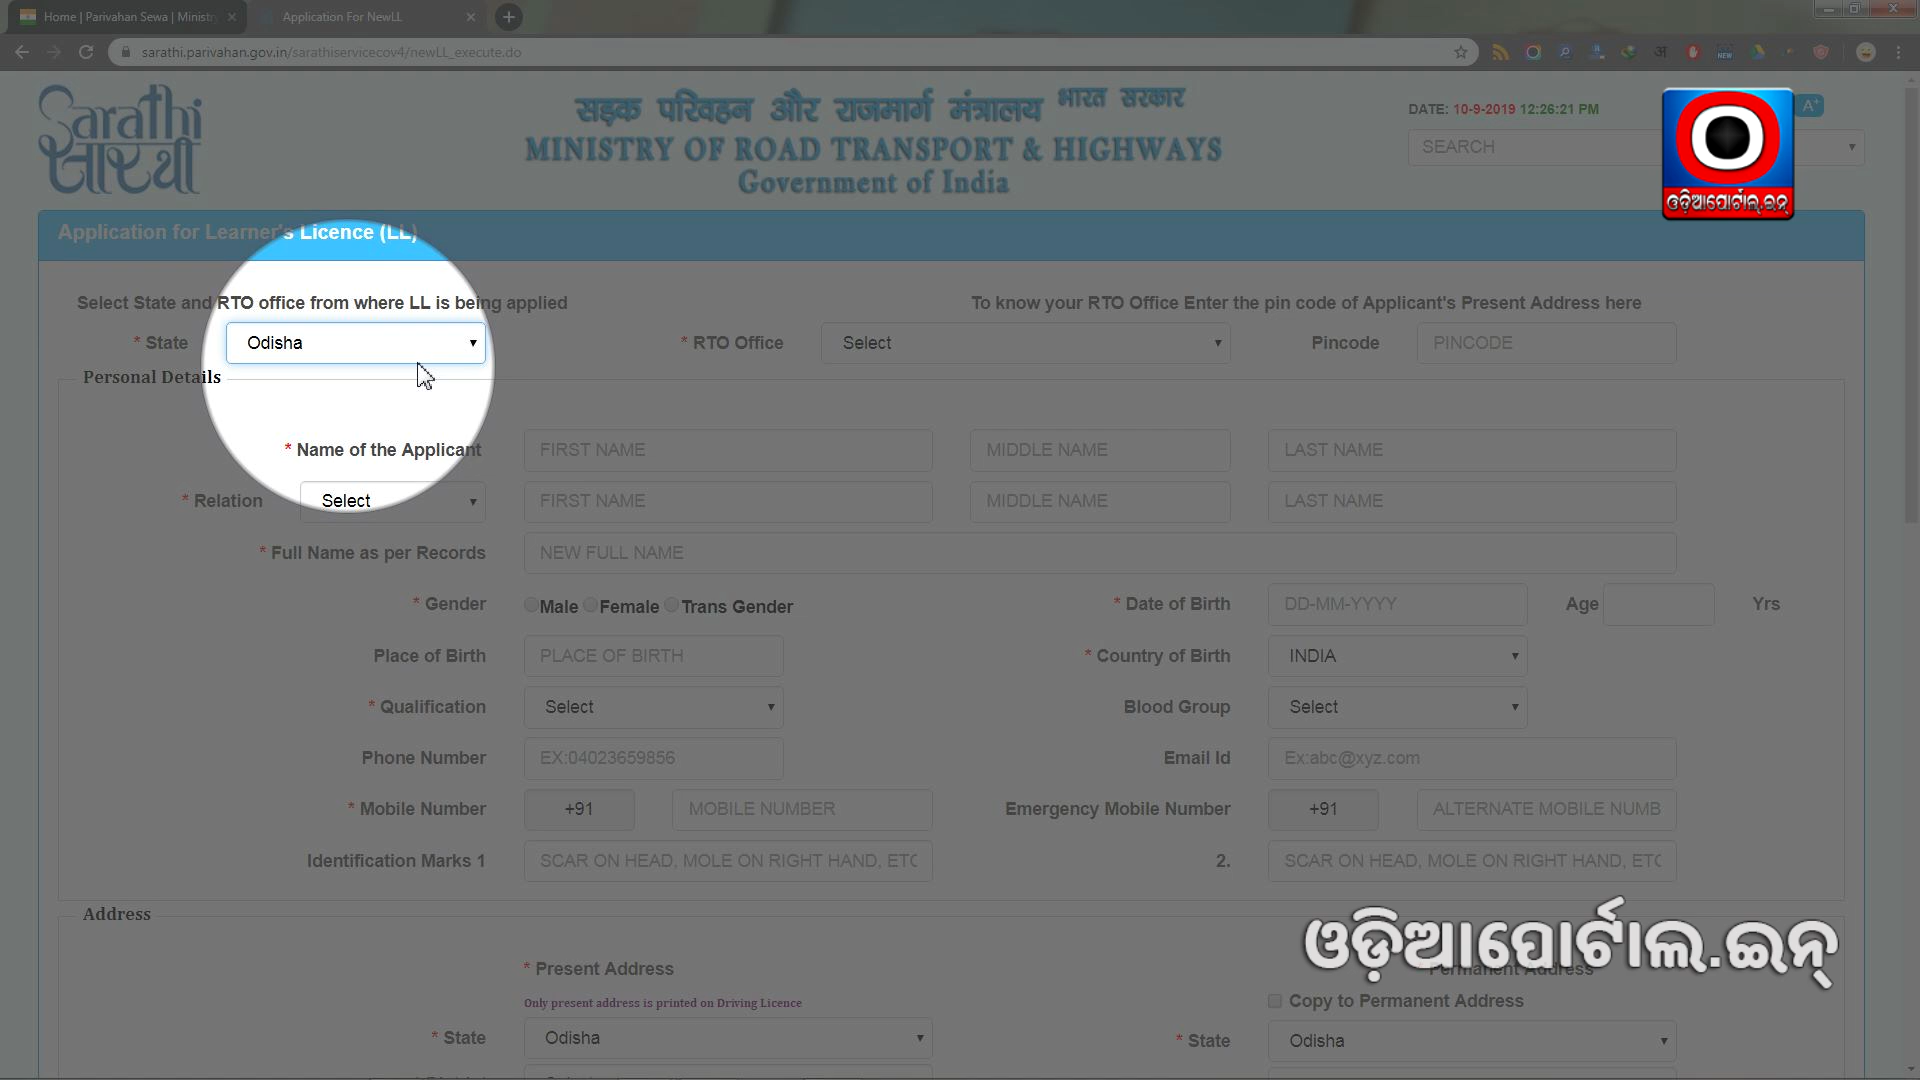 Home | Parivahan Sewa | Ministry
Application For NewLL
sarathi.parivahan.gov.in/sarathiservicecov4/newLL_execute.do
NEW
Sarathi
सारथी
सड़क परिवहन और राजमार्ग मंत्रालय भारत सरकार
MINISTRY OF ROAD TRANSPORT & HIGHWAYS
Government of India
DATE: 10-9-2019 12:26:21 PM
A+
SEARCH
ଓଡ଼ିଆପୋର୍ଟାଲ୍.ଇନ୍
Application for Learner's Licence (LL)
Select State and RTO office from where LL is being applied
To know your RTO Office Enter the pin code of Applicant's Present Address here
* State Odisha * RTO Office Select Pincode PINCODE
Personal Details
* Name of the Applicant FIRST NAME MIDDLE NAME LAST NAME
* Relation Select FIRST NAME MIDDLE NAME LAST NAME
* Full Name as per Records NEW FULL NAME
* Gender Male Female Trans Gender * Date of Birth DD-MM-YYYY Age Yrs
Place of Birth PLACE OF BIRTH * Country of Birth INDIA
* Qualification Select Blood Group Select
Phone Number EX:04023659856 Email Id Ex:abc@xyz.com
* Mobile Number +91 MOBILE NUMBER Emergency Mobile Number +91 ALTERNATE MOBILE NUMB
Identification Marks 1 SCAR ON HEAD, MOLE ON RIGHT HAND, ETC 2. SCAR ON HEAD, MOLE ON RIGHT HAND, ETC
Address
ଓଡ଼ିଆପୋର୍ଟାଲ.ଇନ୍
* Present Address Permanent Address
Only present address is printed on Driving Licence
Copy to Permanent Address
* State Odisha * State Odisha